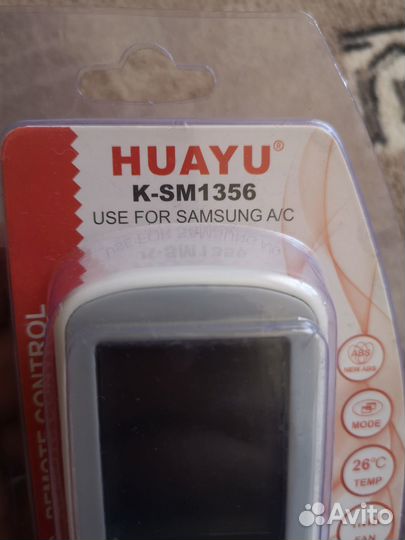 HUAYU®
K-SM1356
USE FOR SAMSUNG A/C
REMOTE CONTROL
ABS
NEW ABS
MODE
26°C
TEMP
FAN
Avito